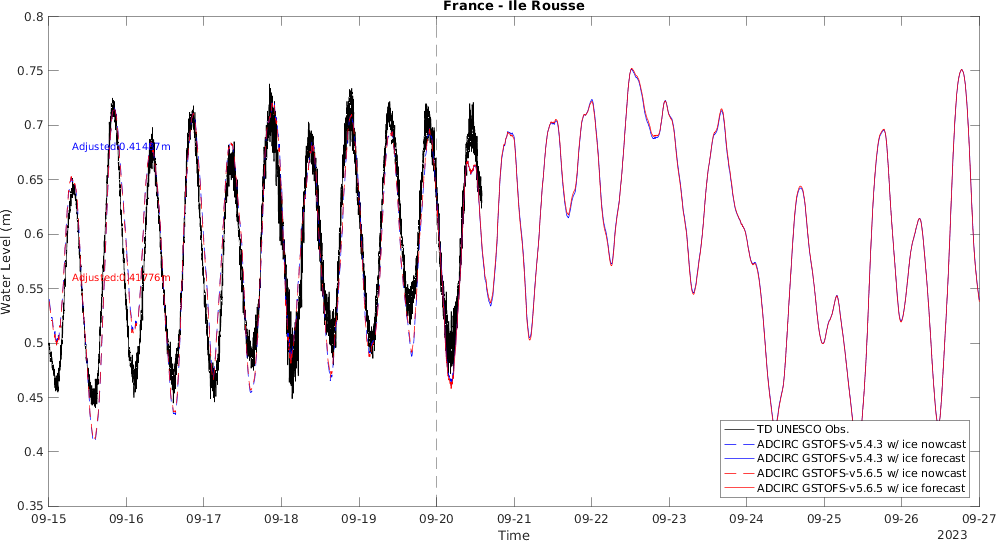 France - Ile Rousse
0.8
0.75
0.7
0.65
0.6
0.55
0.5
0.45
0.4
0.35
Water Level (m)
Adjusted:0.41776m
TD UNESCO Obs.
ADCIRC GSTOFS-v5.4.3 w/ ice nowcast
ADCIRC GSTOFS-v5.4.3 w/ ice forecast
ADCIRC GSTOFS-v5.6.5 w/ ice nowcast
ADCIRC GSTOFS-v5.6.5 w/ ice forecast
09-15 09-16 09-17 09-18 09-19 09-20 09-21 09-22 09-23 09-24 09-25 09-26 09-27
Time
2023